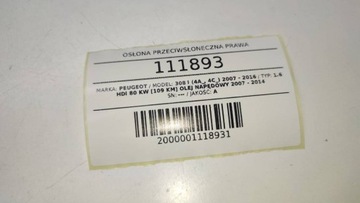 OSŁONA PRZECIWSŁONECZNA PRAWA
111893
MARKA: PEUGEOT / MODEL: 308 I (4A_, 4C_) 2007 - 2016 / TYP: 1.6
HDI 80 KW [109 KM] OLEJ NAPĘDOWY 2007 - 2014
SN: --- / JAKOŚĆ: A
2000001118931